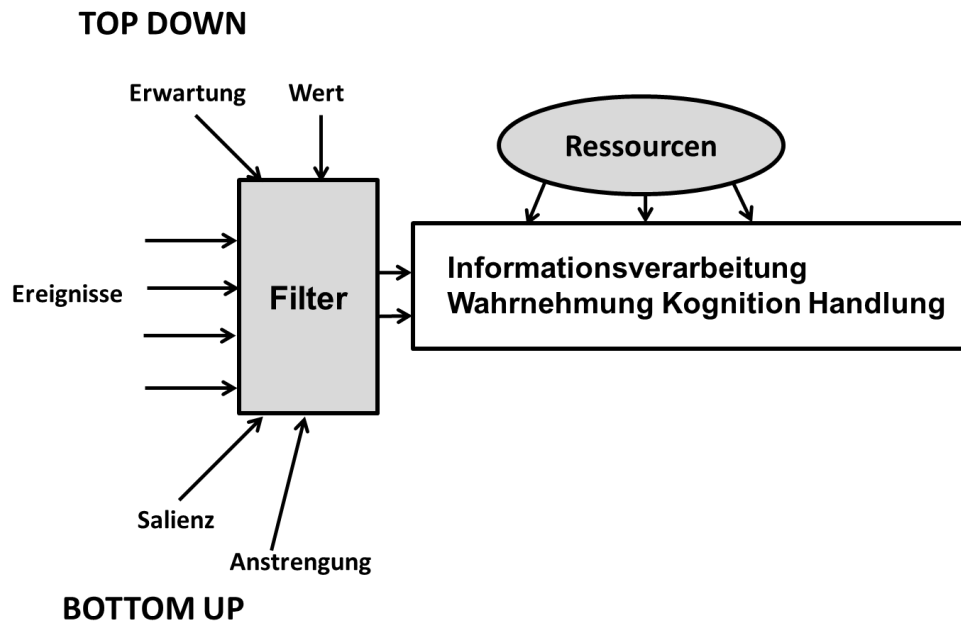 TOP DOWN
Erwartung
Wert
Ressourcen
Ereignisse
Filter
Informationsverarbeitung
Wahrnehmung Kognition Handlung
Salienz
Anstrengung
BOTTOM UP